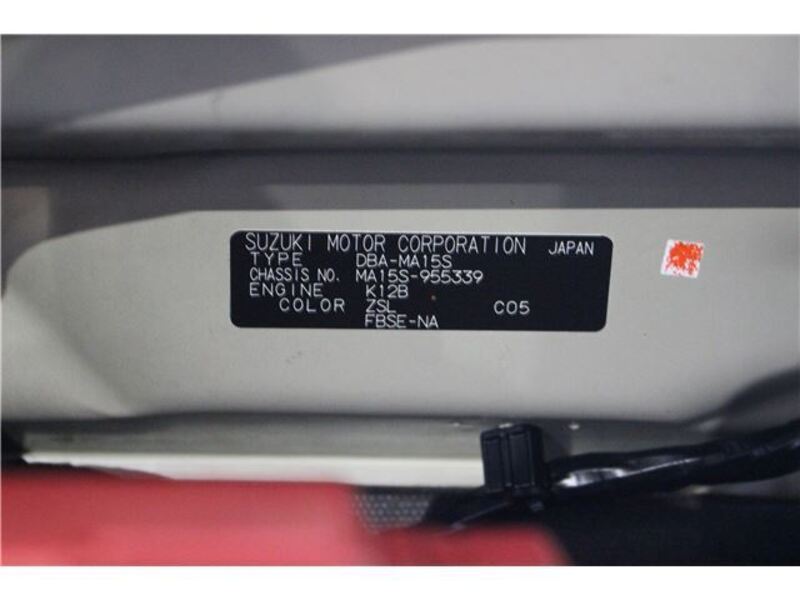 SUZUKI MOTOR CORPORATION JAPAN
TYPE DBA-MA15S
CHASSIS NO. MA15S-955339
ENGINE K12B
COLOR ZSL C05
FBSE-NA